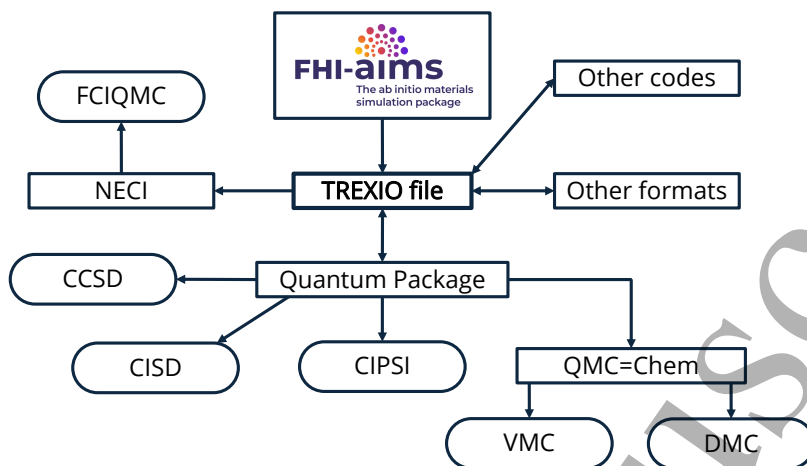 FHI-aims
The ab initio materials
simulation package
Other codes
FCIQMC
NECI
TREXIO file
Other formats
CCSD
Quantum Package
CISD
CIPSI
QMC=Chem
VMC
DMC